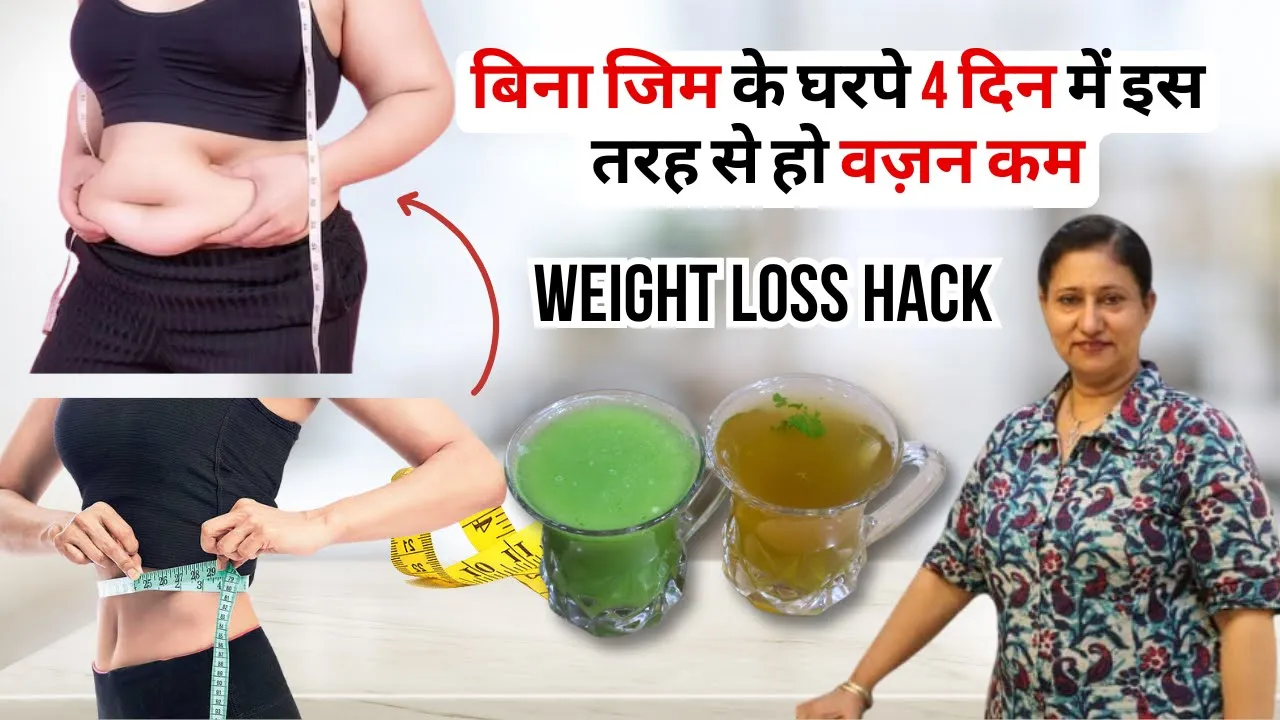 बिना जिम के घरपे 4 दिन में इस
तरह से हो वज़न कम
WEIGHT LOSS HACK